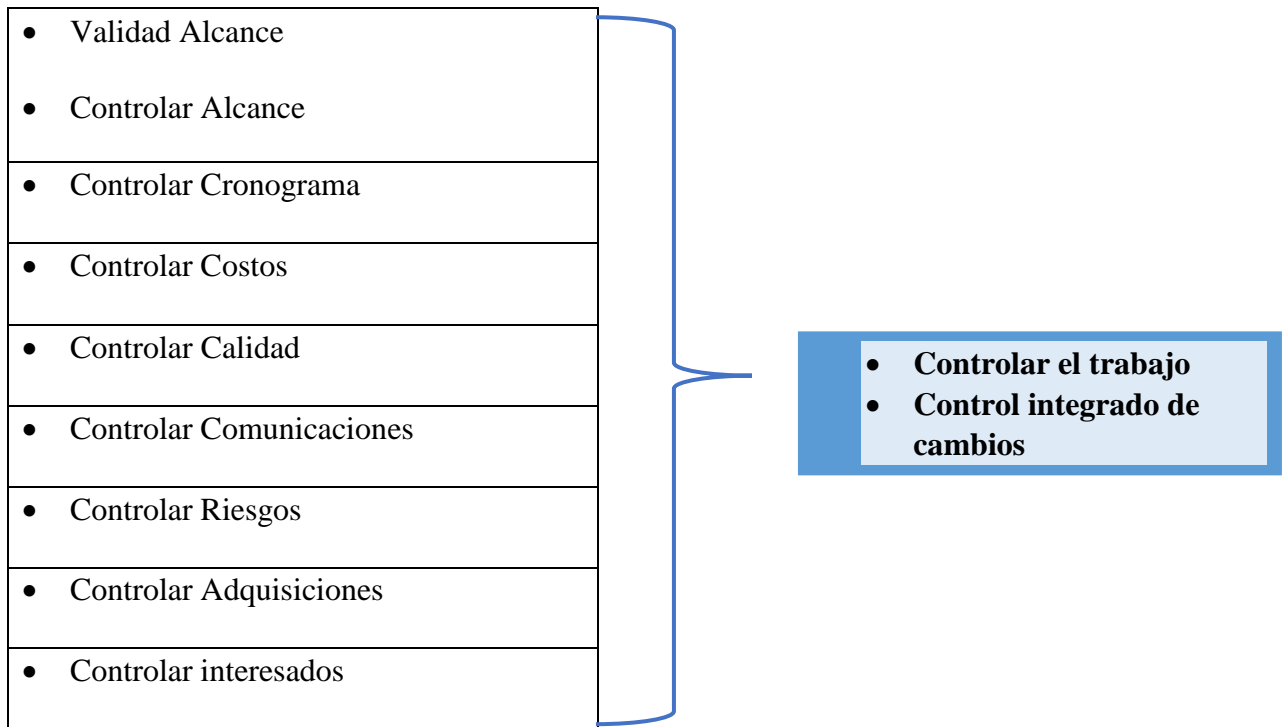 • Validad Alcance
• Controlar Alcance
• Controlar Cronograma
• Controlar Costos
• Controlar Calidad
• Controlar Comunicaciones
• Controlar Riesgos
• Controlar Adquisiciones
• Controlar interesados
• Controlar el trabajo
• Control integrado de
cambios